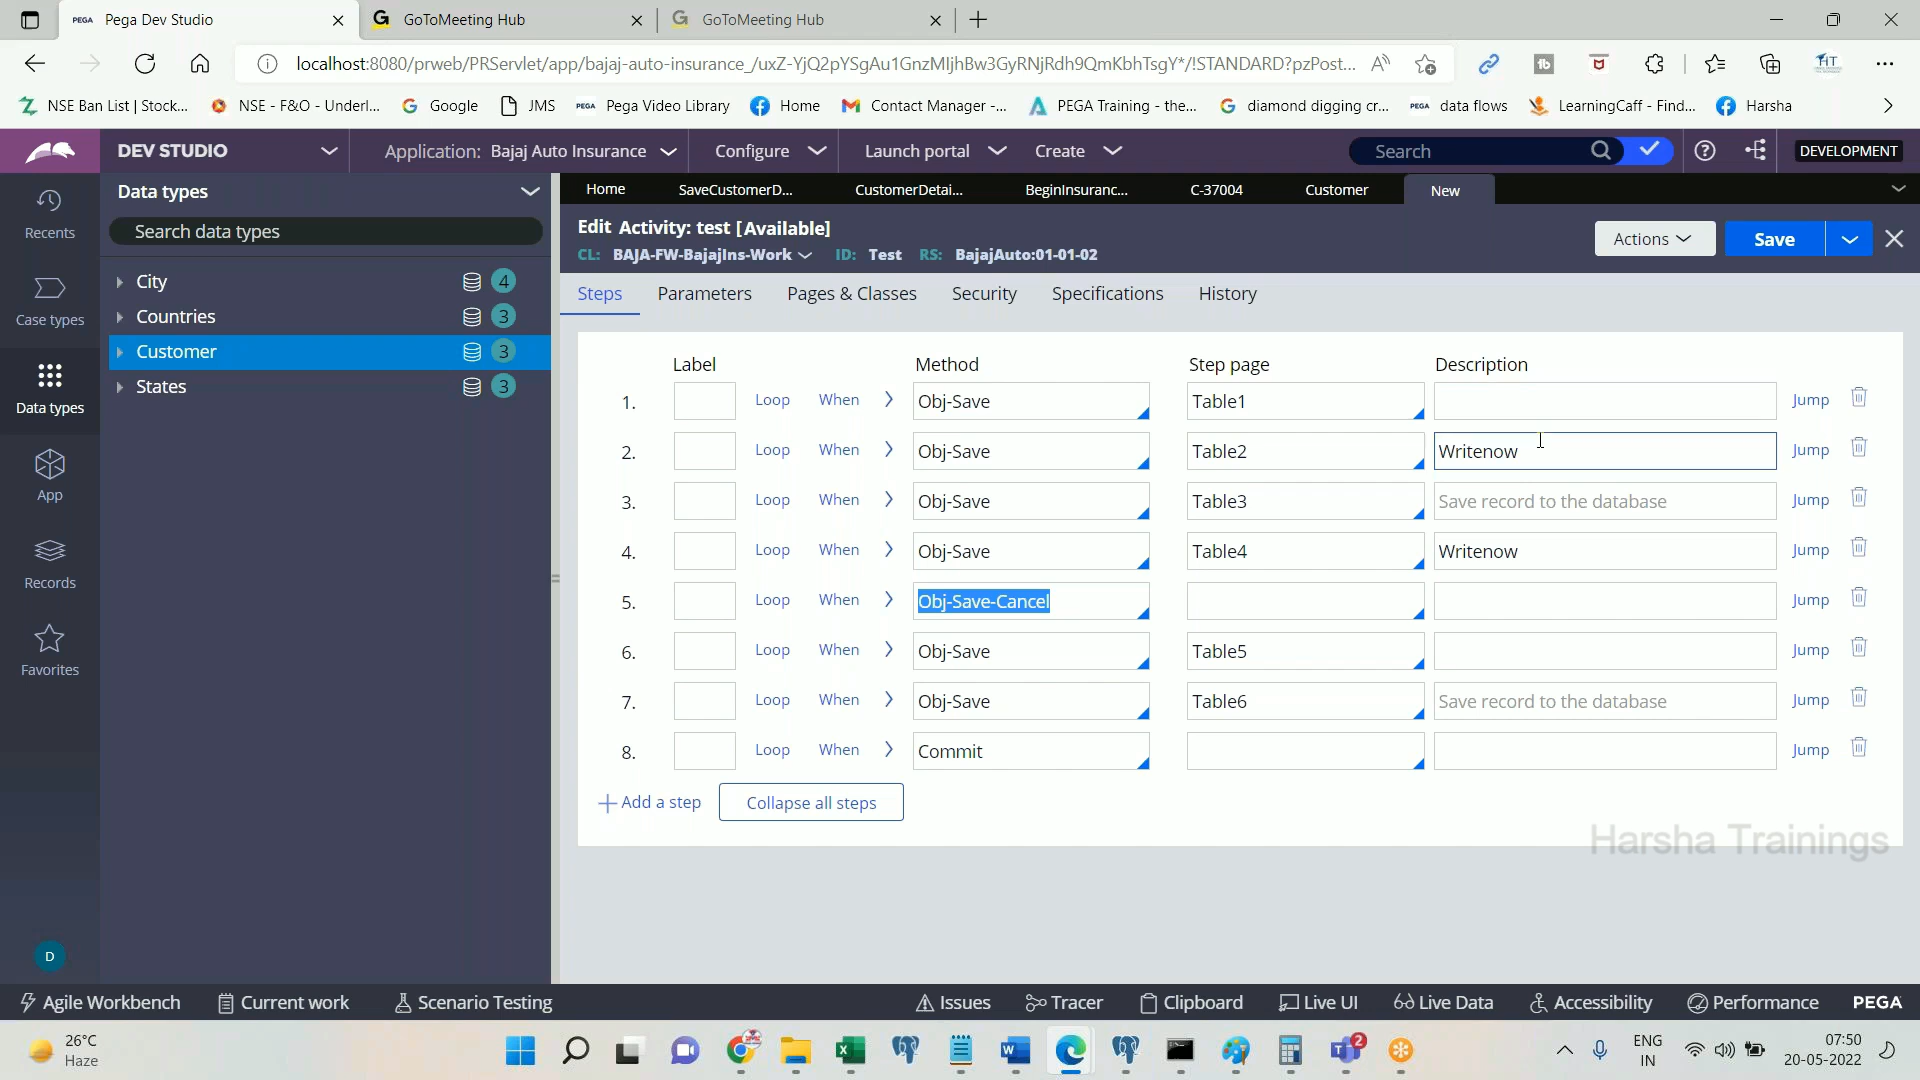 PEGA Pega Dev Studio
GoToMeeting Hub
GoToMeeting Hub
localhost:8080/prweb/PRServlet/app/bajaj-auto-insurance_/uxZ-YjQ2pYSgAu1GnzMIjhBw3GyRNjRdh9QmKbhTsgY*/!STANDARD?pzPost...
NSE Ban List | Stock... NSE - F&O - Underl... Google JMS PEGA Pega Video Library Home Contact Manager -... PEGA Training - the... diamond digging cr... PEGA data flows LearningCaff - Find... Harsha
DEV STUDIO Application: Bajaj Auto Insurance Configure Launch portal Create Search DEVELOPMENT
Recents
Case types
Data types
App
Records
Favorites
D
Data types
Search data types
City 4
Countries 3
Customer 3
States 3
Home SaveCustomerD... CustomerDetai... BeginInsuranc... C-37004 Customer New
Edit Activity: test [Available]
CL: BAJA-FW-BajajIns-Work ID: Test RS: BajajAuto:01-01-02
Actions Save
Steps Parameters Pages & Classes Security Specifications History
Label Method Step page Description
1. Loop When Obj-Save Table1 Jump
2. Loop When Obj-Save Table2 Writenow Jump
3. Loop When Obj-Save Table3 Save record to the database Jump
4. Loop When Obj-Save Table4 Writenow Jump
5. Loop When Obj-Save-Cancel Jump
6. Loop When Obj-Save Table5 Jump
7. Loop When Obj-Save Table6 Save record to the database Jump
8. Loop When Commit Jump
Add a step Collapse all steps
Harsha Trainings
Agile Workbench Current work Scenario Testing Issues Tracer Clipboard Live UI Live Data Accessibility Performance PEGA
26°C
Haze
2
ENG
IN
07:50
20-05-2022